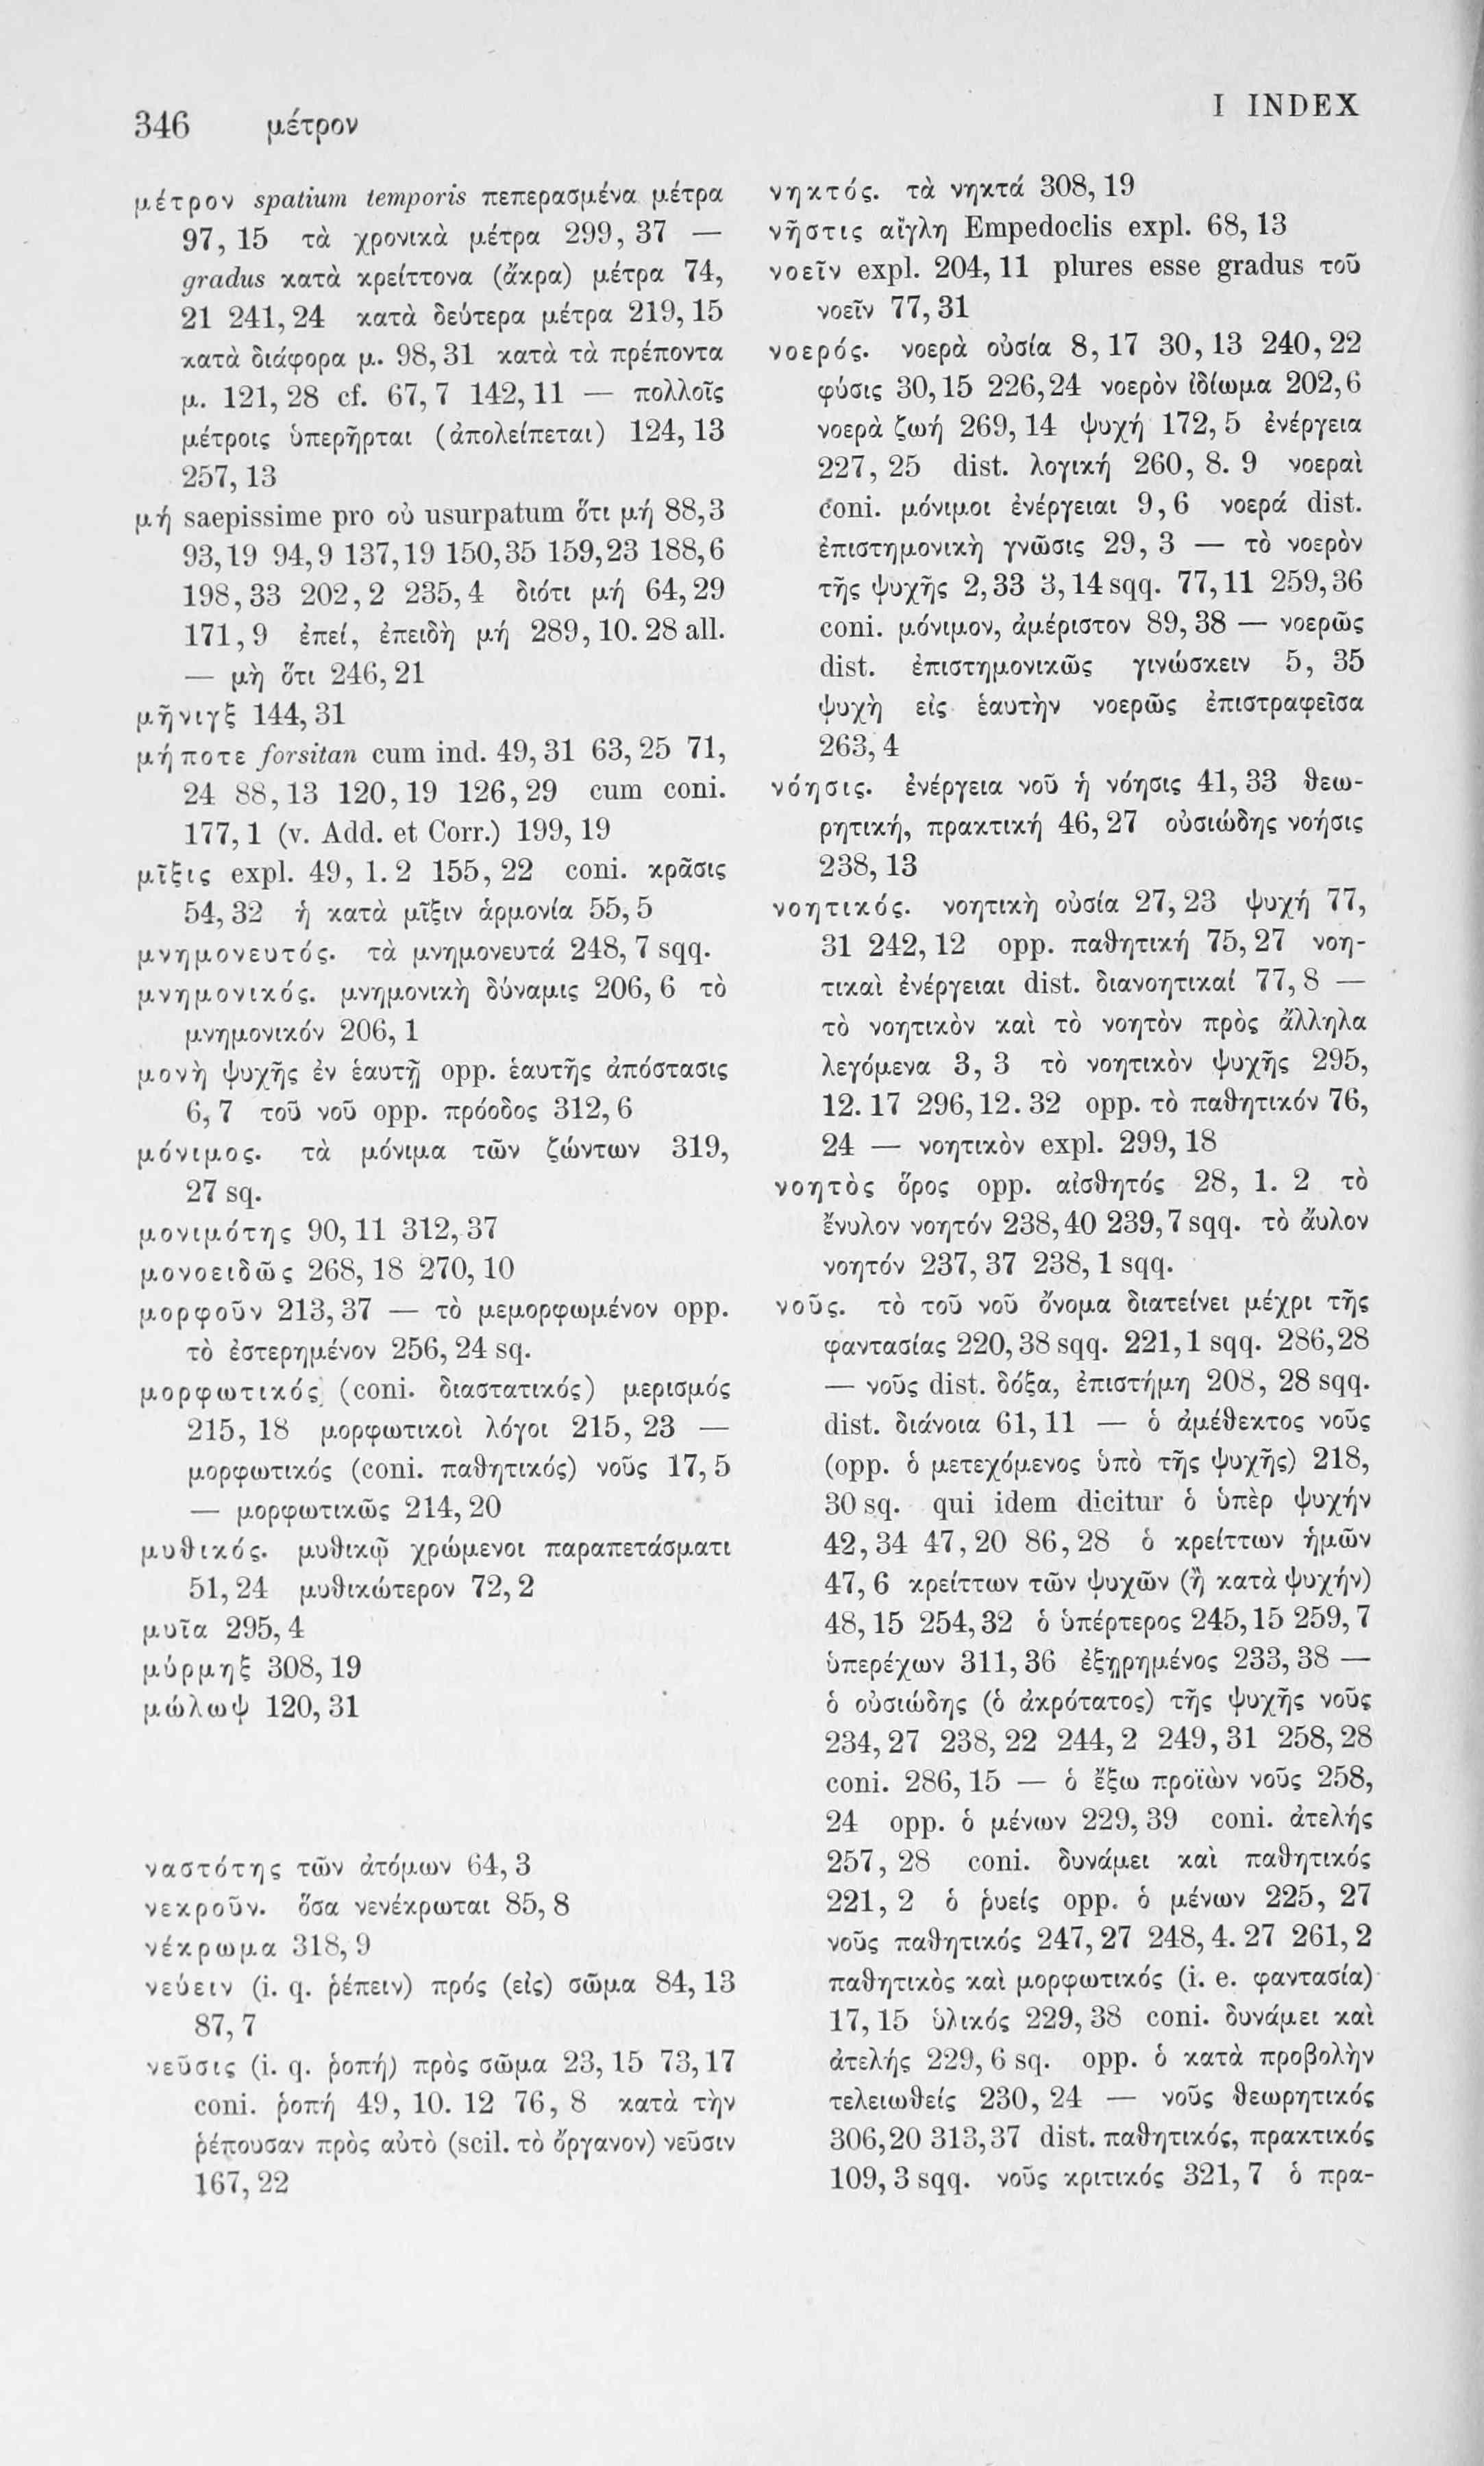 346 μέτρον
I INDEX
μέτρον spatium temporis πεπερασμένα μέτρα
97, 15 τὰ χρονικὰ μέτρα 299, 37 —
gradus κατὰ κρείττονα (ἄκρα) μέτρα 74,
21 241, 24 κατὰ δεύτερα μέτρα 219, 15
κατὰ διάφορα μ. 98, 31 κατὰ τὰ πρέποντα
μ. 121, 28 cf. 67, 7 142, 11 — πολλοῖς
μέτροις ὑπερῆρται (ἀπολείπεται) 124, 13
257, 13
μή saepissime pro οὐ usurpatum ὅτι μή 88, 3
93, 19 94, 9 137, 19 150, 35 159, 23 188, 6
198, 33 202, 2 235, 4 διότι μή 64, 29
171, 9 ἐπεί, ἐπειδὴ μή 289, 10. 28 all.
— μὴ ὅτι 246, 21
μῆνιγξ 144, 31
μήποτε forsitan cum ind. 49, 31 63, 25 71,
24 88, 13 120, 19 126, 29 cum coni.
177, 1 (v. Add. et Corr.) 199, 19
μῖξις expl. 49, 1. 2 155, 22 coni. κρᾶσις
54, 32 ἡ κατὰ μῖξιν ἁρμονία 55, 5
μνημονευτός. τὰ μνημονευτά 248, 7 sqq.
μνημονικός. μνημονικὴ δύναμις 206, 6 τὸ
μνημονικόν 206, 1
μονὴ ψυχῆς ἐν ἑαυτῇ opp. ἑαυτῆς ἀπόστασις
6, 7 τοῦ νοῦ opp. πρόοδος 312, 6
μόνιμος. τὰ μόνιμα τῶν ζώντων 319,
27 sq.
μονιμότης 90, 11 312, 37
μονοειδῶς 268, 18 270, 10
μορφοῦν 213, 37 — τὸ μεμορφωμένον opp.
τὸ ἐστερημένον 256, 24 sq.
μορφωτικός (coni. διαστατικός) μερισμός
215, 18 μορφωτικοὶ λόγοι 215, 23 —
μορφωτικός (coni. παθητικός) νοῦς 17, 5
— μορφωτικῶς 214, 20
μυθικός. μυθικῷ χρώμενοι παραπετάσματι
51, 24 μυθικώτερον 72, 2
μυῖα 295, 4
μύρμηξ 308, 19
μώλωψ 120, 31
ναστότης τῶν ἀτόμων 64, 3
νεκροῦν. ὅσα νενέκρωται 85, 8
νέκρωμα 318, 9
νεύειν (i. q. ῥέπειν) πρός (εἰς) σῶμα 84, 13
87, 7
νεῦσις (i. q. ῥοπή) πρὸς σῶμα 23, 15 73, 17
coni. ῥοπή 49, 10. 12 76, 8 κατὰ τὴν
ῥέπουσαν πρὸς αὐτὸ (scil. τὸ ὄργανον) νεῦσιν
167, 22
νηκτός. τὰ νηκτά 308, 19
νῆστις αἴγλη Empedoclis expl. 68, 13
νοεῖν expl. 204, 11 plures esse gradus τοῦ
νοεῖν 77, 31
νοερός. νοερὰ οὐσία 8, 17 30, 13 240, 22
φύσις 30, 15 226, 24 νοερὸν ἰδίωμα 202, 6
νοερὰ ζωή 269, 14 ψυχή 172, 5 ἐνέργεια
227, 25 dist. λογική 260, 8. 9 νοεραὶ
coni. μόνιμοι ἐνέργειαι 9, 6 νοερά dist.
ἐπιστημονικὴ γνῶσις 29, 3 — τὸ νοερὸν
τῆς ψυχῆς 2, 33 3, 14 sqq. 77, 11 259, 36
coni. μόνιμον, ἀμέριστον 89, 38 — νοερῶς
dist. ἐπιστημονικῶς γινώσκειν 5, 35
ψυχὴ εἰς ἑαυτὴν νοερῶς ἐπιστραφεῖσα
263, 4
νόησις. ἐνέργεια νοῦ ἡ νόησις 41, 33 θεω-
ρητική, πρακτική 46, 27 οὐσιώδης νοήσις
238, 13
νοητικός. νοητικὴ οὐσία 27, 23 ψυχή 77,
31 242, 12 opp. παθητική 75, 27 νοη-
τικαὶ ἐνέργειαι dist. διανοητικαί 77, 8 —
τὸ νοητικὸν καὶ τὸ νοητὸν πρὸς ἄλληλα
λεγόμενα 3, 3 τὸ νοητικὸν ψυχῆς 295,
12. 17 296, 12. 32 opp. τὸ παθητικόν 76,
24 — νοητικὸν expl. 299, 18
νοητὸς ὅρος opp. αἰσθητός 28, 1. 2 τὸ
ἔνυλον νοητόν 238, 40 239, 7 sqq. τὸ ἄυλον
νοητόν 237, 37 238, 1 sqq.
νοῦς. τὸ τοῦ νοῦ ὄνομα διατείνει μέχρι τῆς
φαντασίας 220, 38 sqq. 221, 1 sqq. 286, 28
— νοῦς dist. δόξα, ἐπιστήμη 208, 28 sqq.
dist. διάνοια 61, 11 — ὁ ἀμέθεκτος νοῦς
(opp. ὁ μετεχόμενος ὑπὸ τῆς ψυχῆς) 218,
30 sq. qui idem dicitur ὁ ὑπὲρ ψυχήν
42, 34 47, 20 86, 28 ὁ κρείττων ἡμῶν
47, 6 κρείττων τῶν ψυχῶν (ἢ κατὰ ψυχήν)
48, 15 254, 32 ὁ ὑπέρτερος 245, 15 259, 7
ὑπερέχων 311, 36 ἐξῃρημένος 233, 38 —
ὁ οὐσιώδης (ὁ ἀκρότατος) τῆς ψυχῆς νοῦς
234, 27 238, 22 244, 2 249, 31 258, 28
coni. 286, 15 — ὁ ἔξω προϊὼν νοῦς 258,
24 opp. ὁ μένων 229, 39 coni. ἀτελής
257, 28 coni. δυνάμει καὶ παθητικός
221, 2 ὁ ῥυείς opp. ὁ μένων 225, 27
νοῦς παθητικός 247, 27 248, 4. 27 261, 2
παθητικὸς καὶ μορφωτικός (i. e. φαντασία)
17, 15 ὑλικός 229, 38 coni. δυνάμει καὶ
ἀτελής 229, 6 sq. opp. ὁ κατὰ προβολὴν
τελειωθείς 230, 24 — νοῦς θεωρητικός
306, 20 313, 37 dist. παθητικός, πρακτικός
109, 3 sqq. νοῦς κριτικός 321, 7 ὁ πρα-